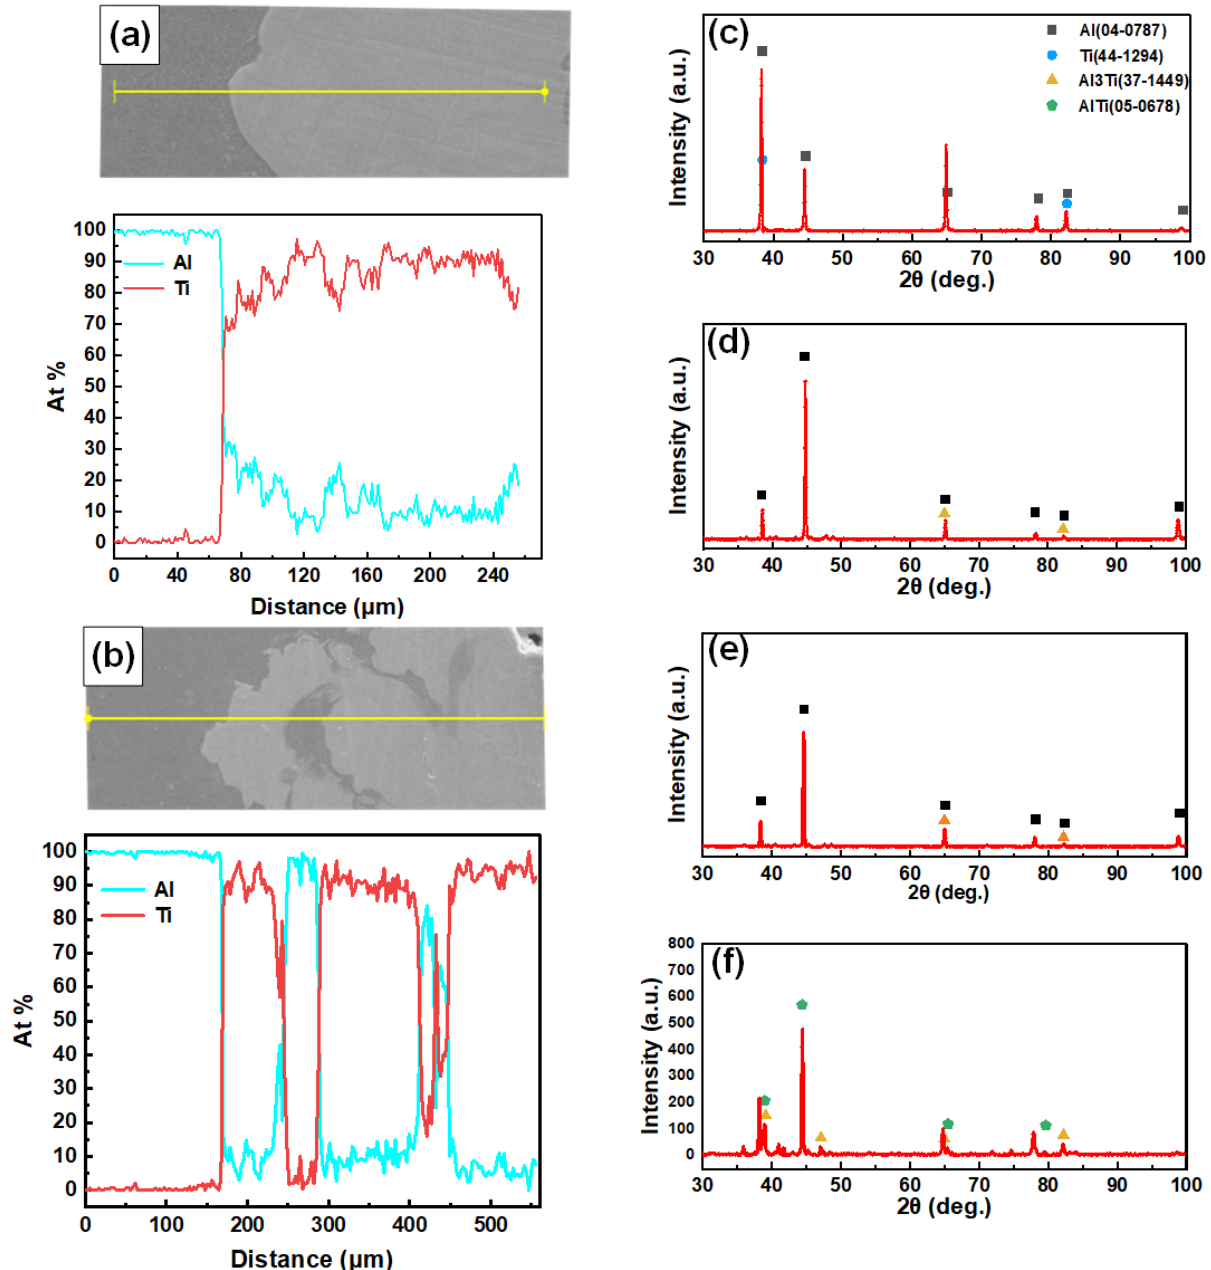 (a)
100
90
80
70
60
50
40
30
20
10
0
At %
Al
Ti
0 40 80 120 160 200 240
Distance (µm)
(b)
100
90
80
70
60
50
40
30
20
10
0
At %
Al
Ti
0 100 200 300 400 500
Distance (µm)
(c)
Al(04-0787)
Ti(44-1294)
Al3Ti(37-1449)
AlTi(05-0678)
Intensity (a.u.)
30 40 50 60 70 80 90 100
2θ (deg.)
(d)
Intensity (a.u.)
30 40 50 60 70 80 90 100
2θ (deg.)
(e)
Intensity (a.u.)
30 40 50 60 70 80 90 100
2θ (deg.)
(f)
800
700
600
500
400
300
200
100
0
Intensity (a.u.)
30 40 50 60 70 80 90 100
2θ (deg.)